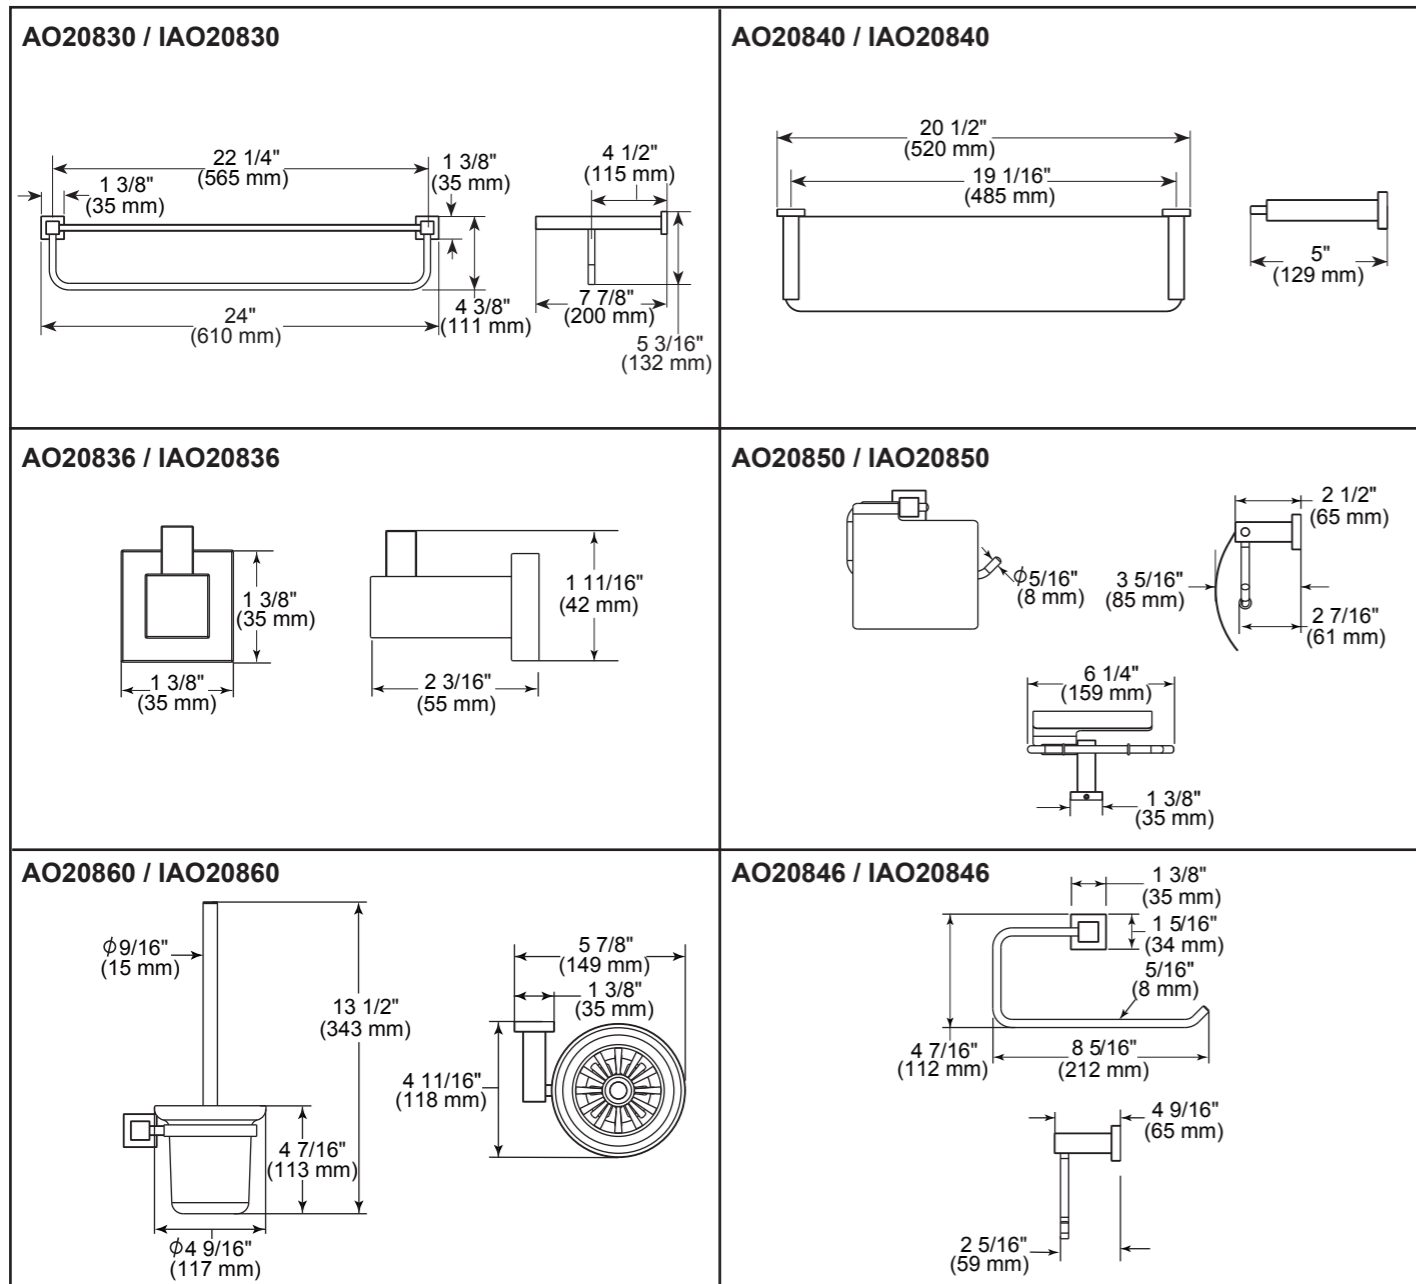 AO20830 / IAO20830
22 1/4"
(565 mm)
1 3/8"
(35 mm)
1 3/8"
(35 mm)
4 1/2"
(115 mm)
24"
(610 mm)
4 3/8"
(111 mm)
7 7/8"
(200 mm)
5 3/16"
(132 mm)
AO20840 / IAO20840
20 1/2"
(520 mm)
19 1/16"
(485 mm)
5"
(129 mm)
AO20836 / IAO20836
1 3/8"
(35 mm)
1 3/8"
(35 mm)
1 11/16"
(42 mm)
2 3/16"
(55 mm)
AO20850 / IAO20850
ϕ5/16"
(8 mm)
2 1/2"
(65 mm)
3 5/16"
(85 mm)
2 7/16"
(61 mm)
6 1/4"
(159 mm)
1 3/8"
(35 mm)
AO20860 / IAO20860
ϕ9/16"
(15 mm)
13 1/2"
(343 mm)
4 7/16"
(113 mm)
ϕ4 9/16"
(117 mm)
5 7/8"
(149 mm)
1 3/8"
(35 mm)
4 11/16"
(118 mm)
AO20846 / IAO20846
1 3/8"
(35 mm)
1 5/16"
(34 mm)
5/16"
(8 mm)
4 7/16"
(112 mm)
8 5/16"
(212 mm)
4 9/16"
(65 mm)
2 5/16"
(59 mm)